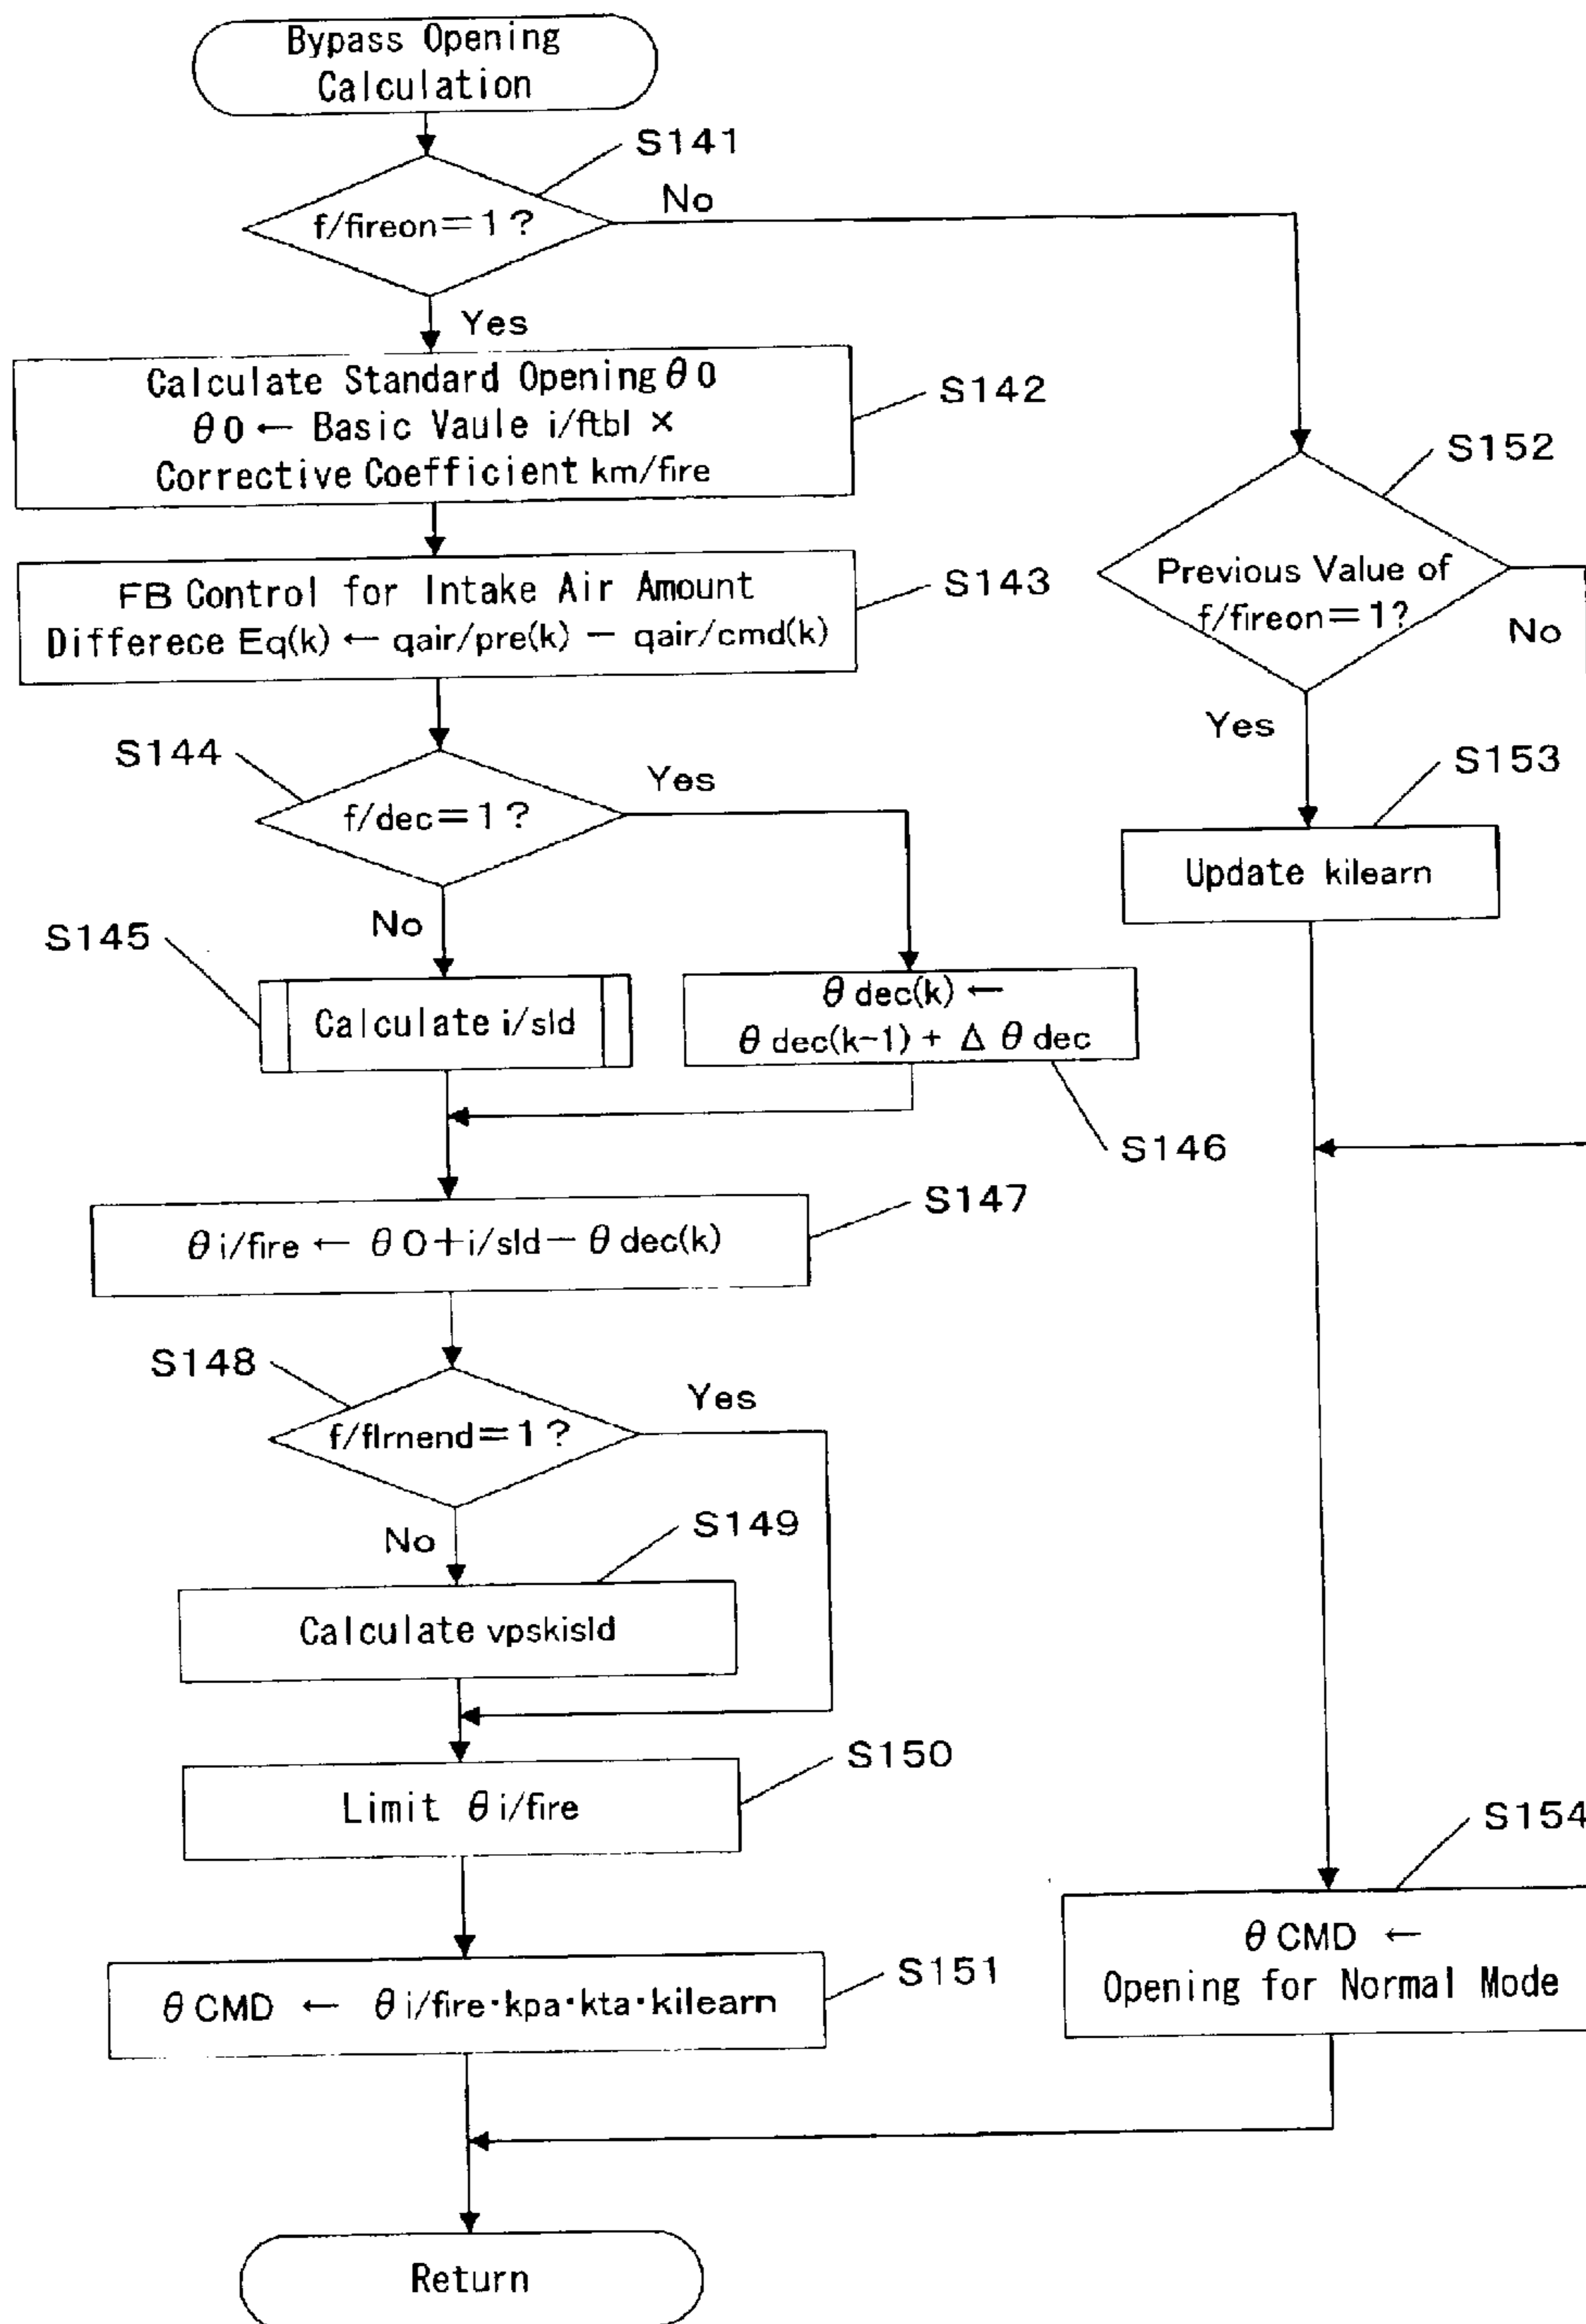 Bypass Opening
Calculation
S141
f/fireon=1?
No
Yes
Calculate Standard Opening θ0
θ0 ← Basic Vaule i/ftbl ×
Corrective Coefficient km/fire
S142
S152
Previous Value of
f/fireon=1?
No
Yes
FB Control for Intake Air Amount
Differece Eq(k) ← qair/pre(k) − qair/cmd(k)
S143
S144
f/dec=1?
Yes
No
S153
Update kilearn
S145
Calculate i/sld
θdec(k) ←
θdec(k-1) + Δθdec
S146
θi/fire ← θ0+i/sld− θdec(k)
S147
S148
f/flrnend=1?
Yes
No
S149
Calculate vpskisld
S150
Limit θi/fire
S154
θCMD ←
Opening for Normal Mode
S151
θCMD ← θi/fire·kpa·kta·kilearn
Return